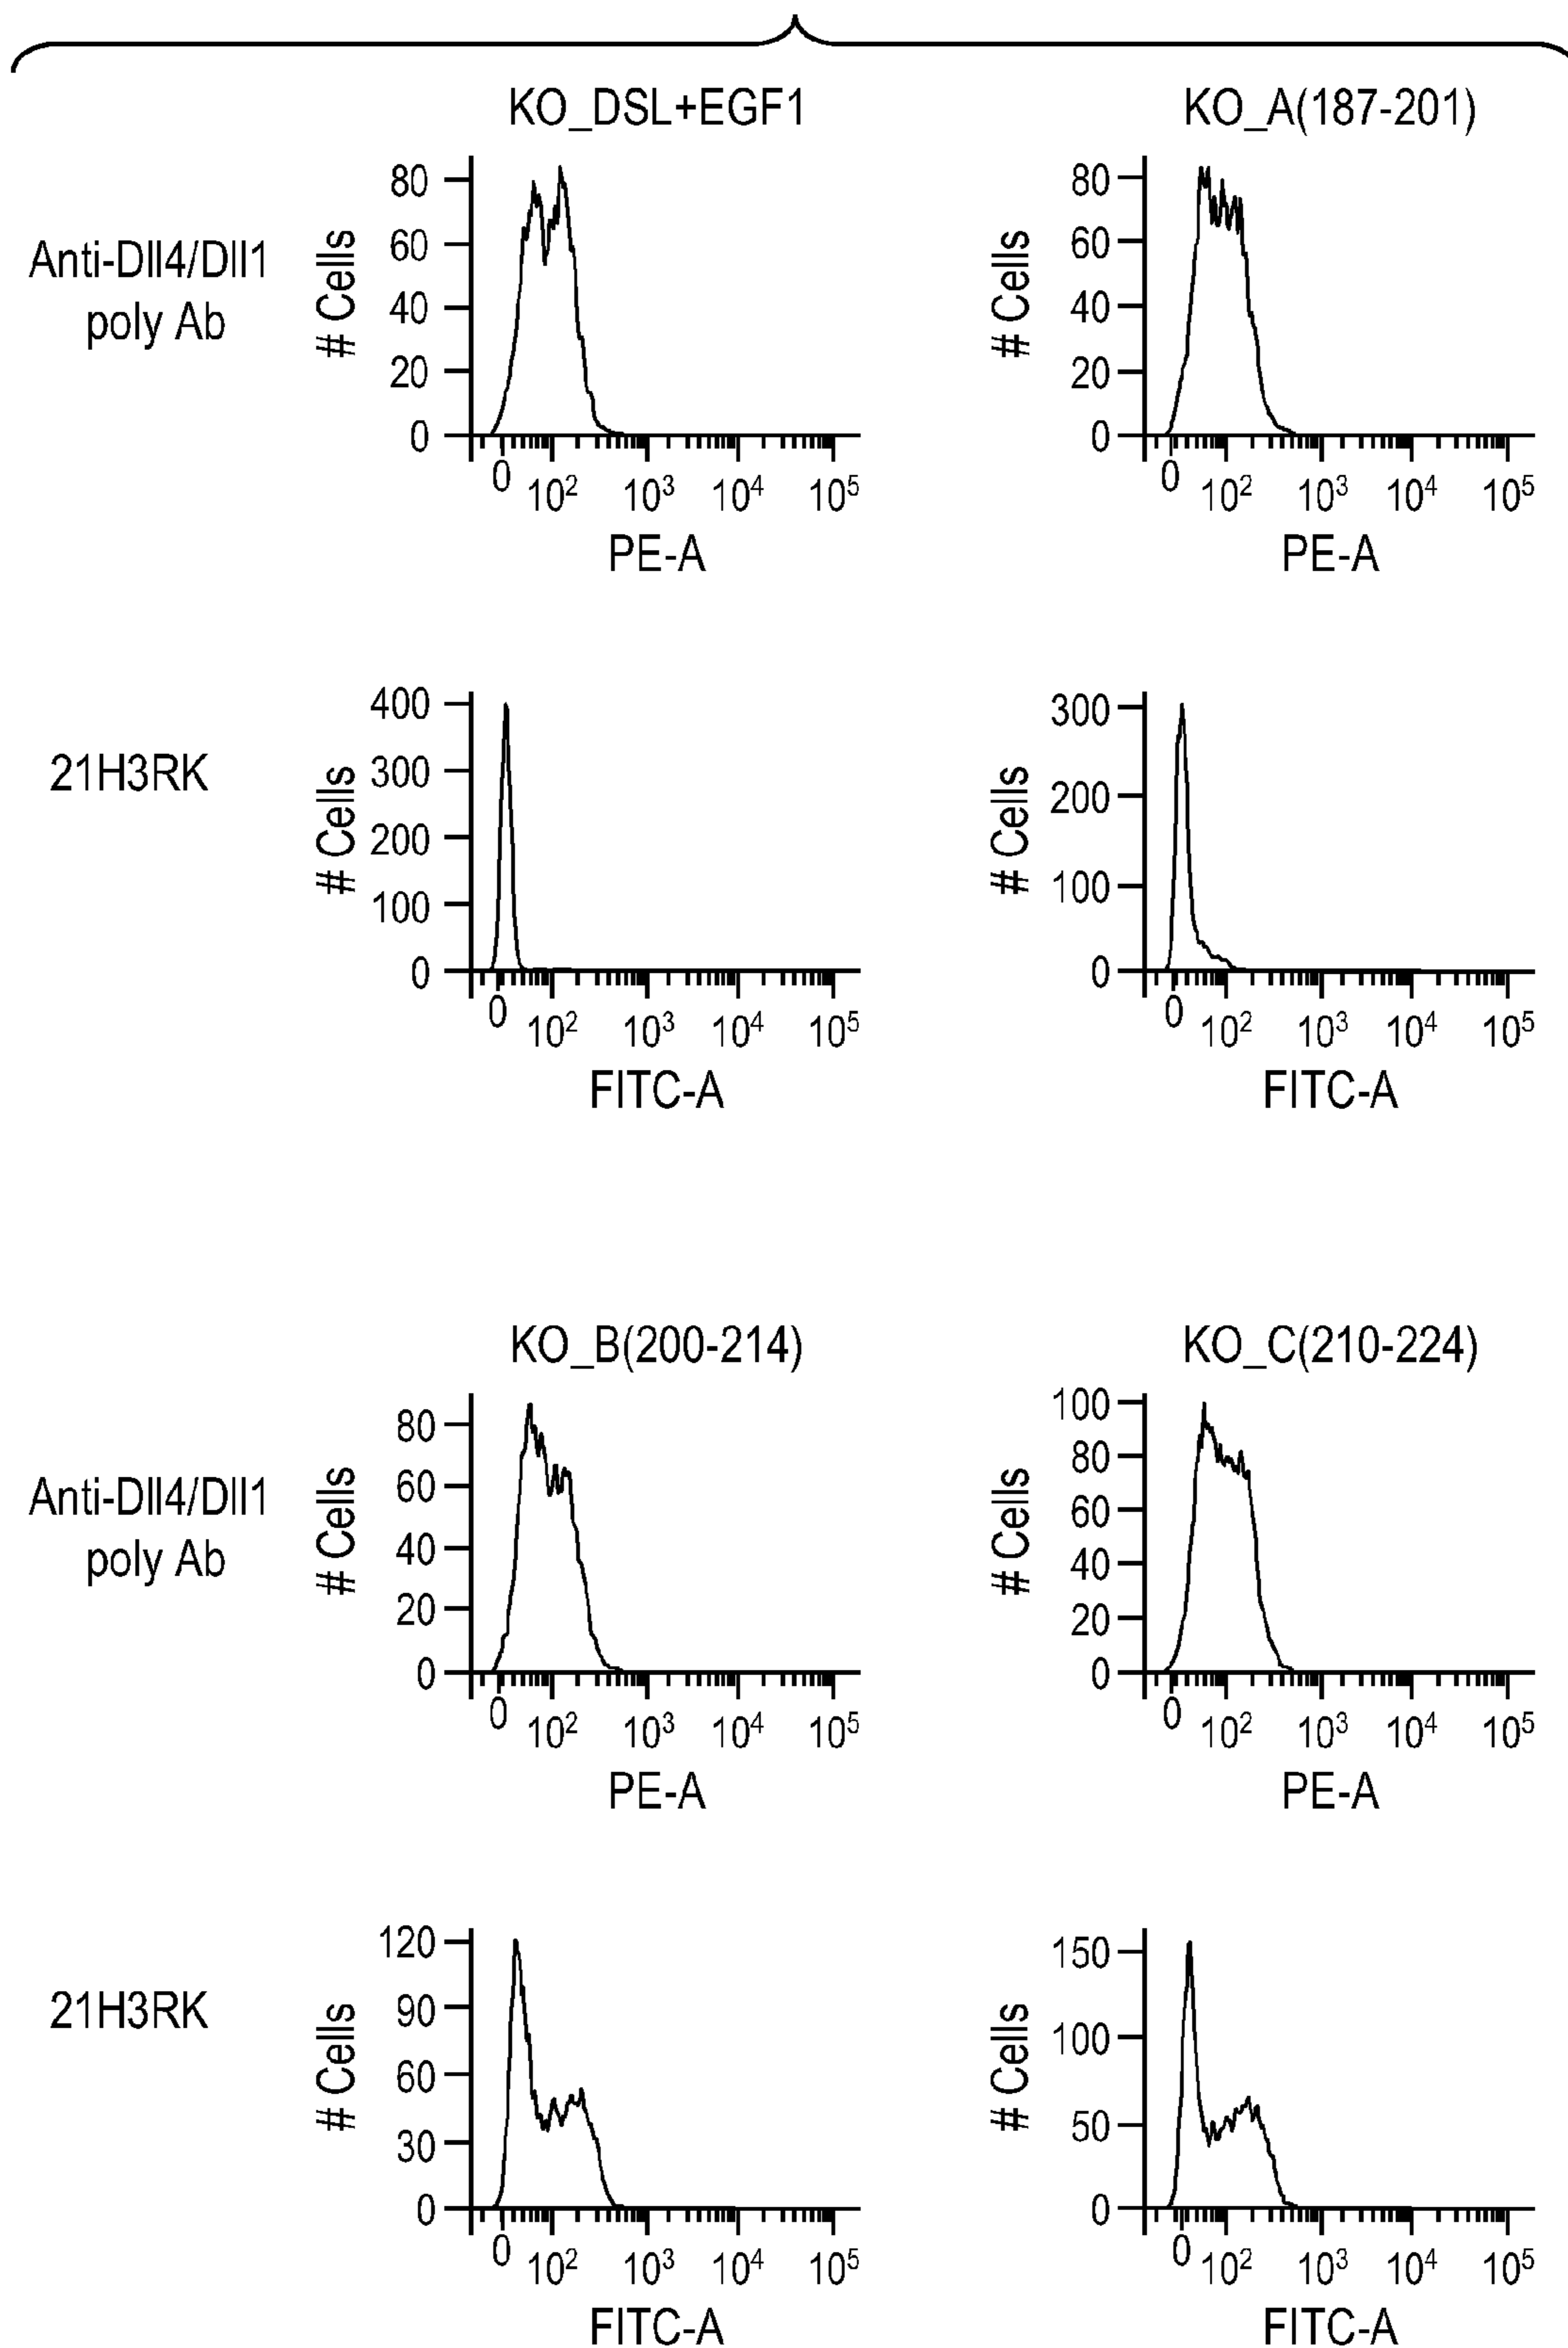 KO_DSL+EGF1
KO_A(187-201)
Anti-Dll4/Dll1
poly Ab
# Cells
80
60
40
20
0
0 10² 10³ 10⁴ 10⁵
PE-A
# Cells
80
60
40
20
0
0 10² 10³ 10⁴ 10⁵
PE-A
21H3RK
# Cells
400
300
200
100
0
0 10² 10³ 10⁴ 10⁵
FITC-A
# Cells
300
200
100
0
0 10² 10³ 10⁴ 10⁵
FITC-A
KO_B(200-214)
KO_C(210-224)
Anti-Dll4/Dll1
poly Ab
# Cells
80
60
40
20
0
0 10² 10³ 10⁴ 10⁵
PE-A
# Cells
100
80
60
40
20
0
0 10² 10³ 10⁴ 10⁵
PE-A
21H3RK
# Cells
120
90
60
30
0
0 10² 10³ 10⁴ 10⁵
FITC-A
# Cells
150
100
50
0
0 10² 10³ 10⁴ 10⁵
FITC-A